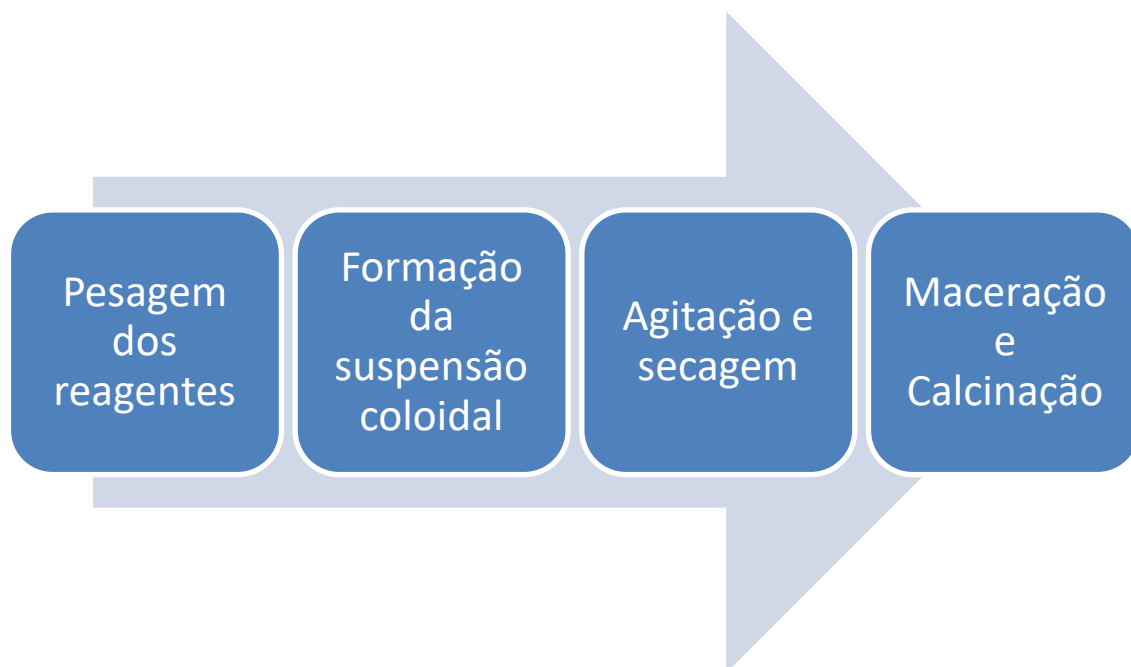 Pesagem
dos
reagentes
Formação
da
suspensão
coloidal
Agitação e
secagem
Maceração
e
Calcinação